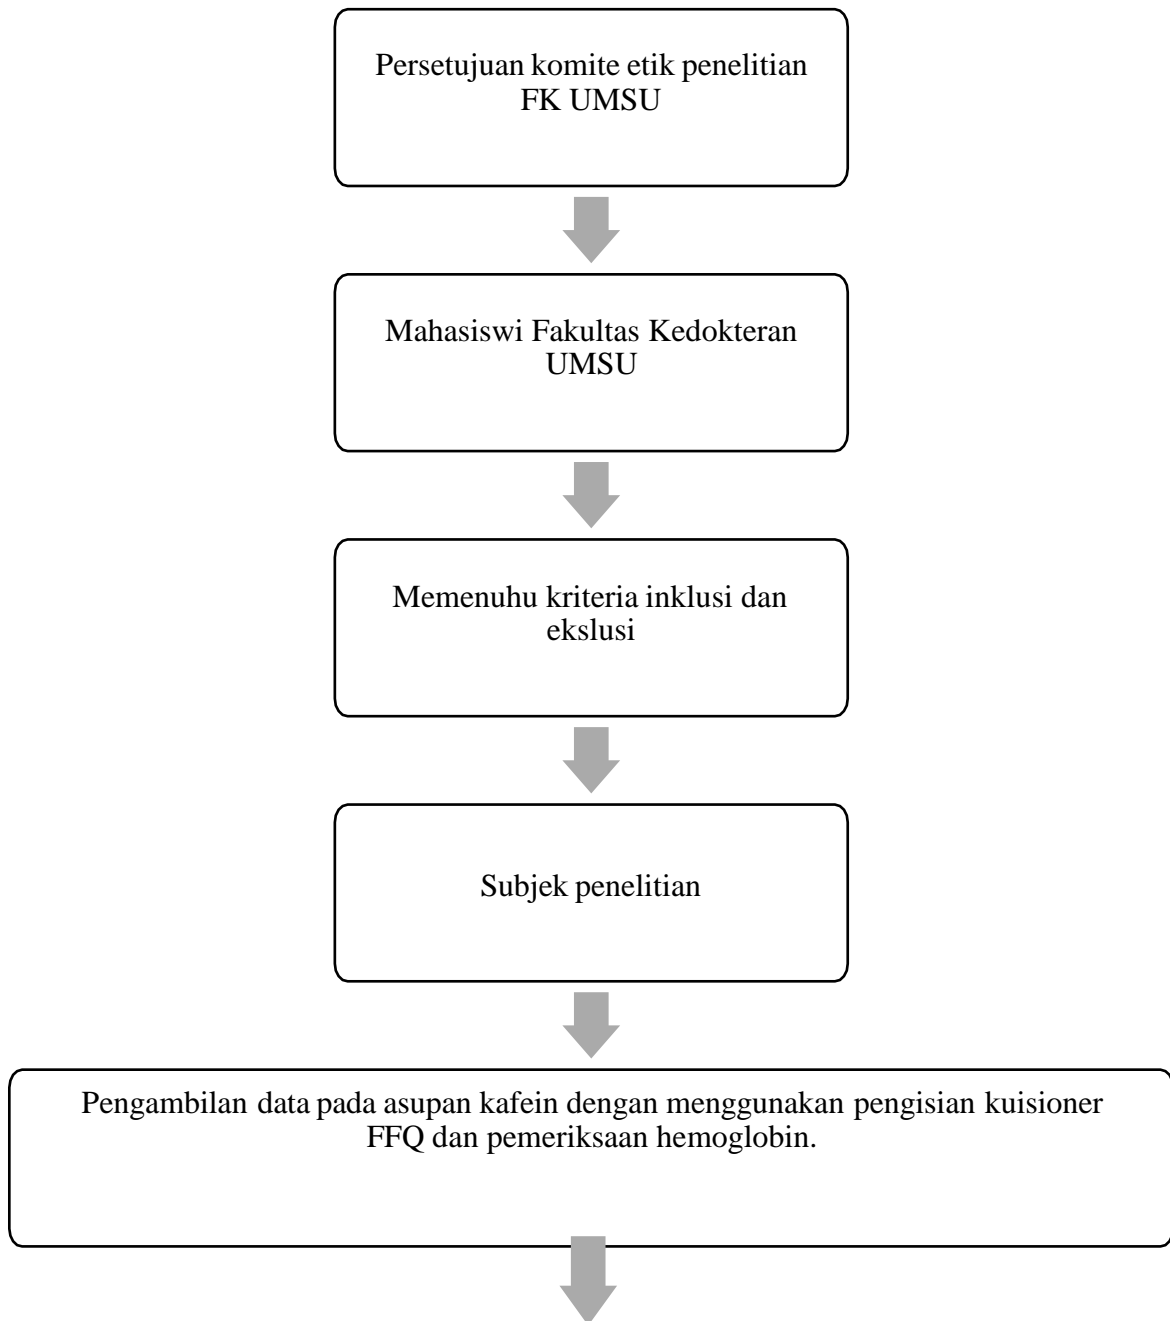 Persetujuan komite etik penelitian
FK UMSU
Mahasiswi Fakultas Kedokteran
UMSU
Memenuhu kriteria inklusi dan
ekslusi
Subjek penelitian
Pengambilan data pada asupan kafein dengan menggunakan pengisian kuisioner
FFQ dan pemeriksaan hemoglobin.